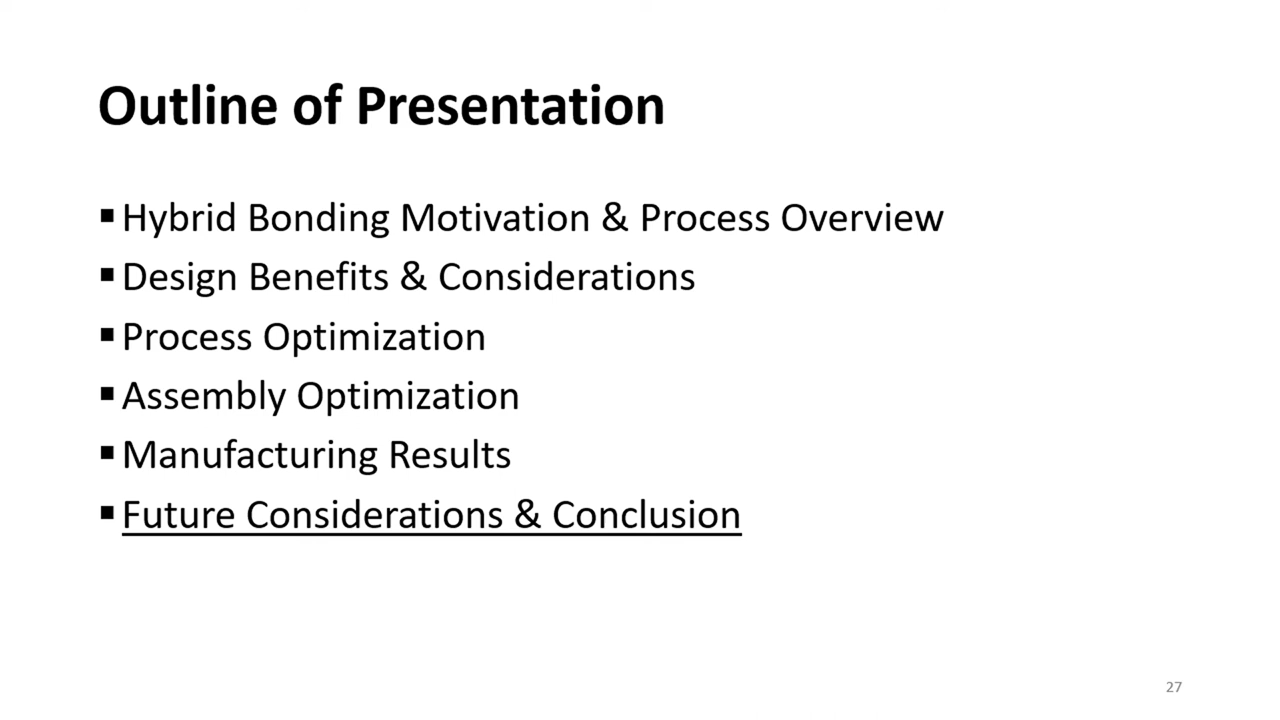 Outline of Presentation
▪Hybrid Bonding Motivation & Process Overview
▪Design Benefits & Considerations
▪Process Optimization
▪Assembly Optimization
▪Manufacturing Results
▪Future Considerations & Conclusion
27